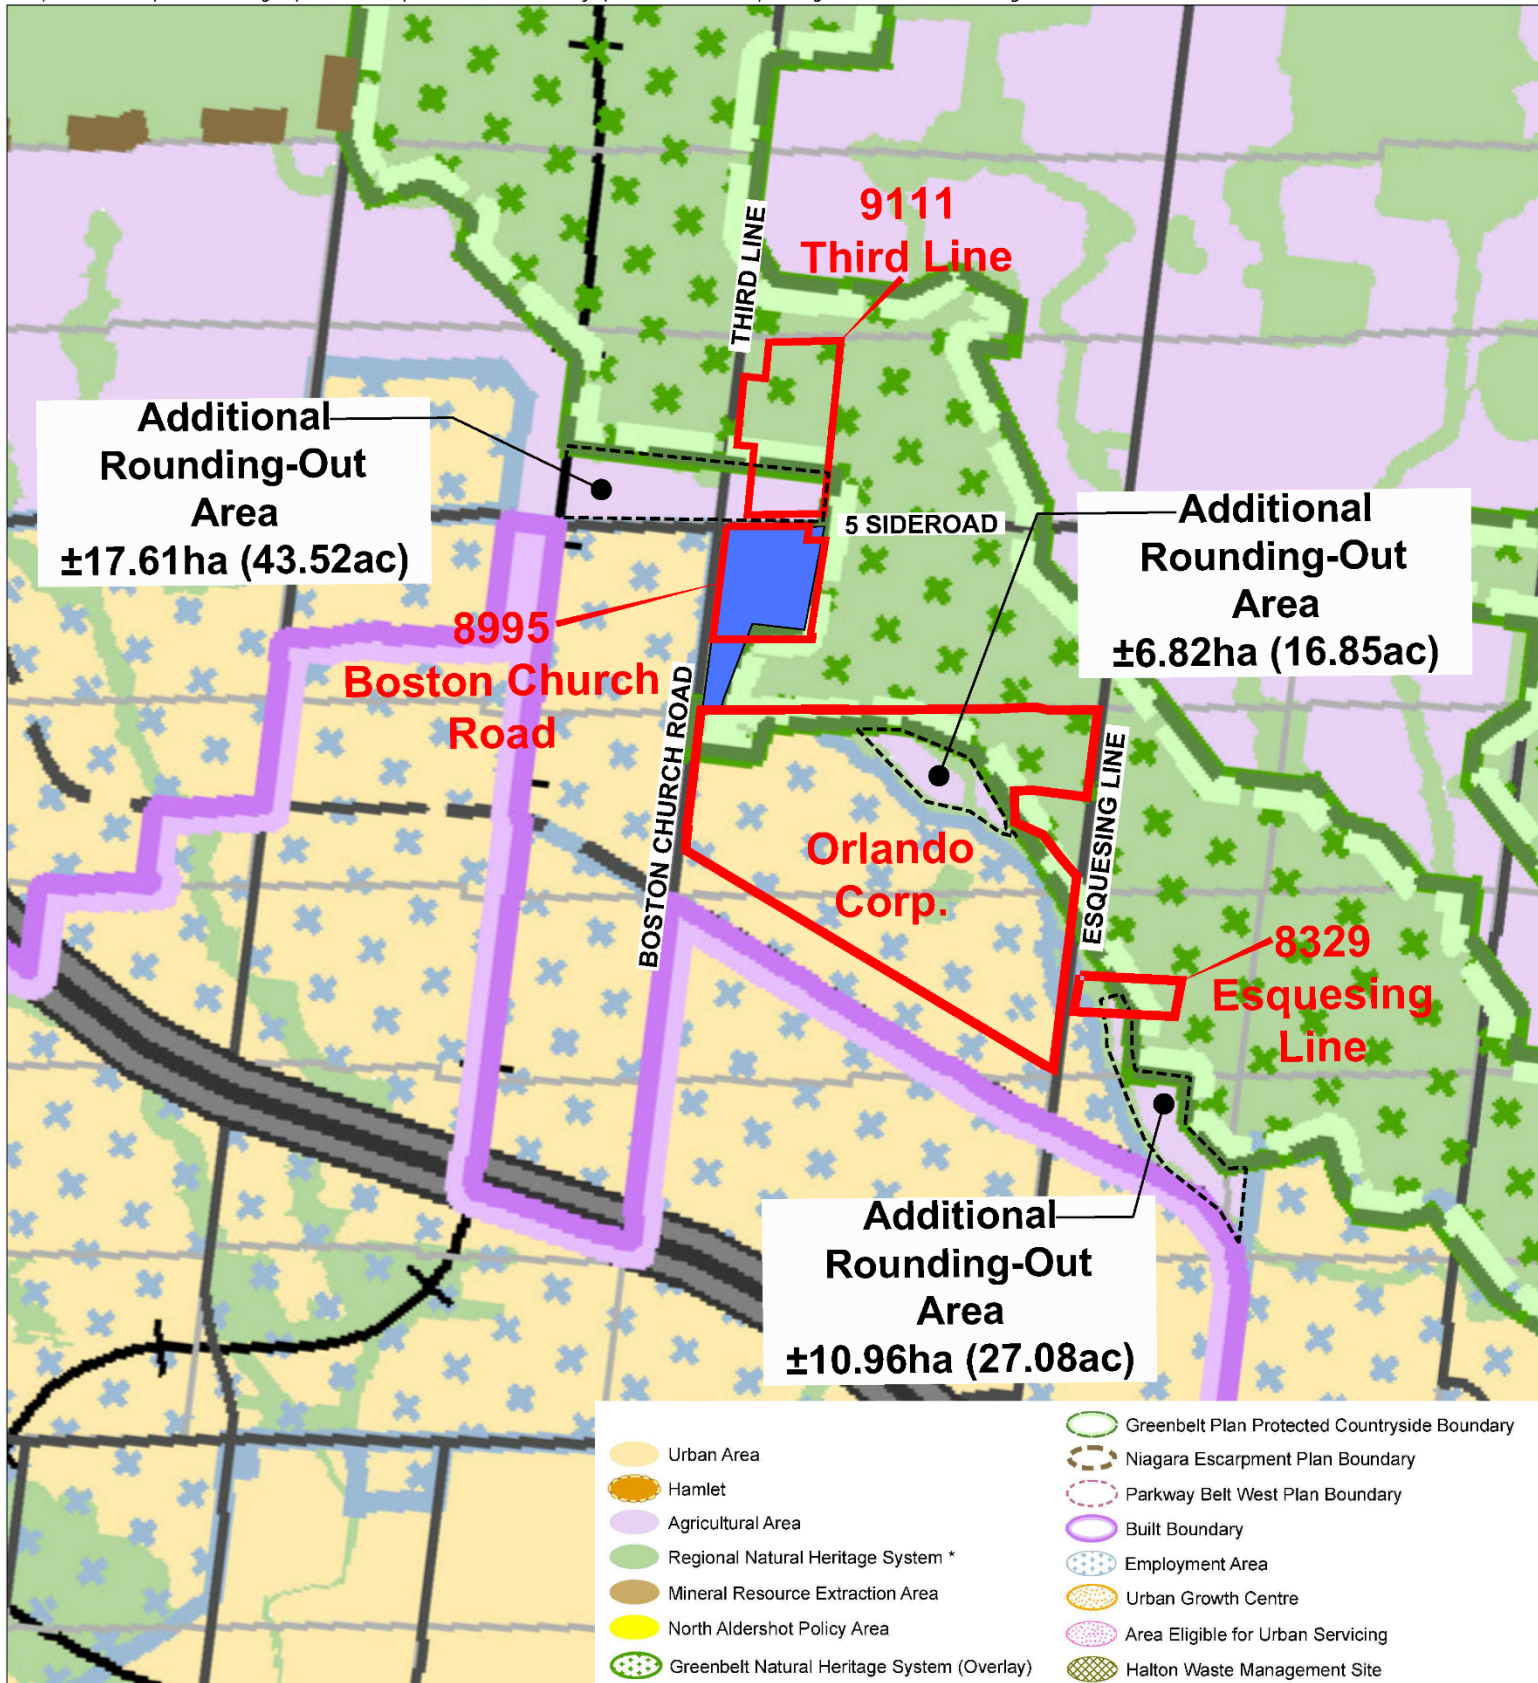 9111
Third Line
THIRD LINE
Additional
Rounding-Out
Area
±17.61ha (43.52ac)
5 SIDEROAD
Additional
Rounding-Out
Area
±6.82ha (16.85ac)
8995
Boston Church
Road
BOSTON CHURCH ROAD
ESQUESING LINE
Orlando
Corp.
8329
Esquesing
Line
Additional
Rounding-Out
Area
±10.96ha (27.08ac)
Urban Area
Hamlet
Agricultural Area
Regional Natural Heritage System *
Mineral Resource Extraction Area
North Aldershot Policy Area
Greenbelt Natural Heritage System (Overlay)
Greenbelt Plan Protected Countryside Boundary
Niagara Escarpment Plan Boundary
Parkway Belt West Plan Boundary
Built Boundary
Employment Area
Urban Growth Centre
Area Eligible for Urban Servicing
Halton Waste Management Site